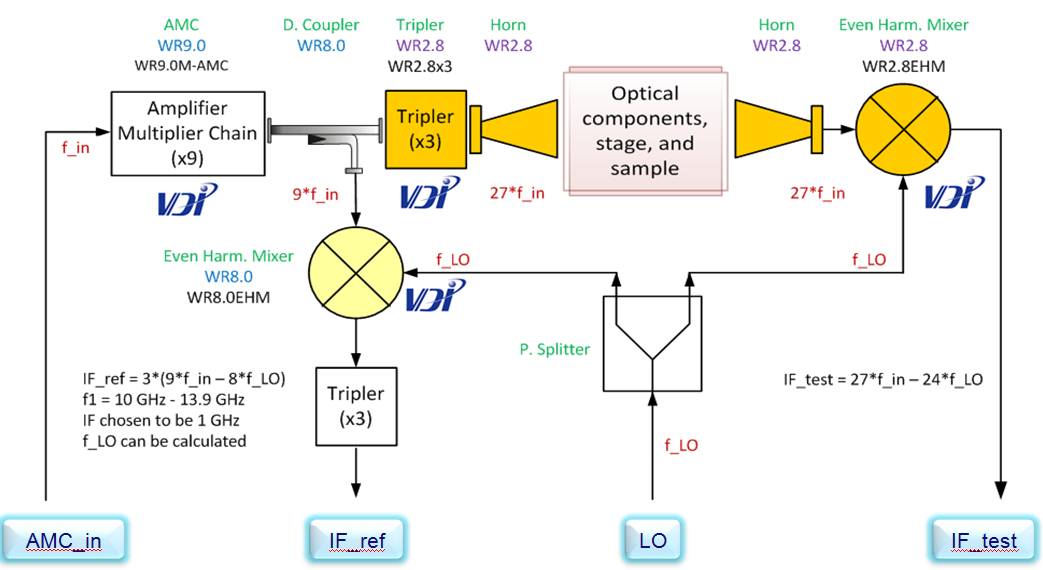 AMC
WR9.0
WR9.0M-AMC
D. Coupler
WR8.0
Tripler
WR2.8
WR2.8x3
Horn
WR2.8
Horn
WR2.8
Even Harm. Mixer
WR2.8
WR2.8EHM
Amplifier
Multiplier Chain
(x9)
Tripler
(x3)
Optical
components,
stage, and
sample
f_in
VDI
9*f_in
VDI
27*f_in
27*f_in
VDI
Even Harm. Mixer
WR8.0
WR8.0EHM
f_LO
f_LO
VDI
P. Splitter
IF_ref = 3*(9*f_in – 8*f_LO)
f1 = 10 GHz - 13.9 GHz
IF chosen to be 1 GHz
f_LO can be calculated
Tripler
(x3)
IF_test = 27*f_in – 24*f_LO
f_LO
AMC_in
IF_ref
LO
IF_test